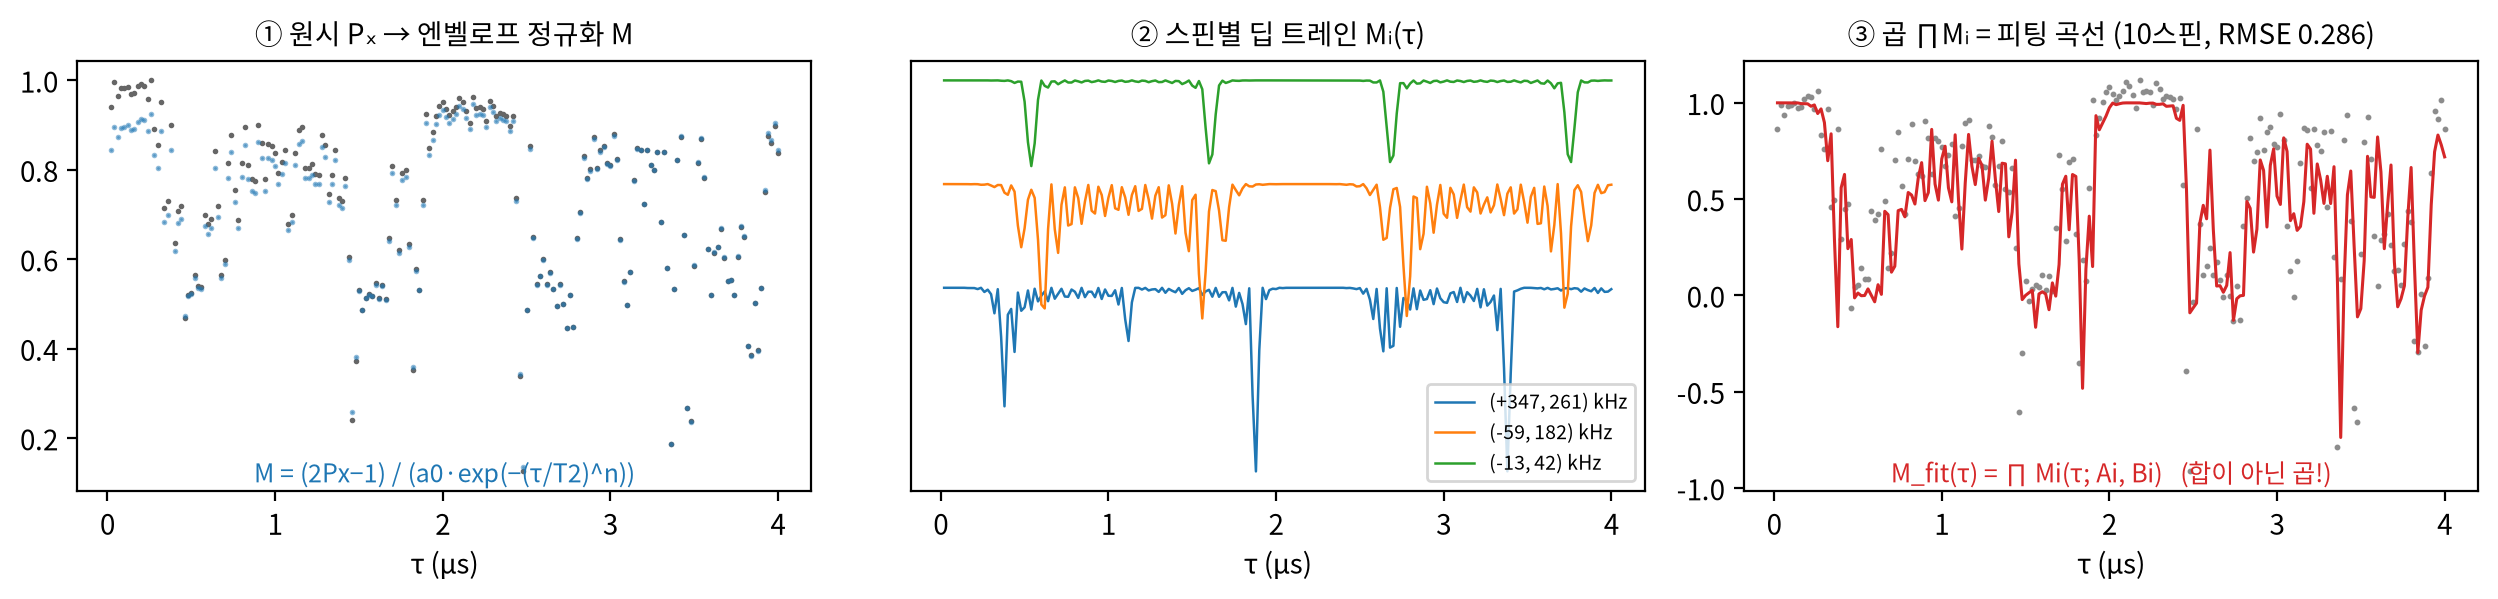 ① 원시 Pₓ → 엔벨로프 정규화 M
1.0
0.8
0.6
0.4
0.2
M = (2Px−1) / (a0·exp(−(τ/T2)^n))
0 1 2 3 4
τ (μs)
② 스핀별 딥 트레인 Mᵢ(τ)
(+347, 261) kHz
(-59, 182) kHz
(-13, 42) kHz
0 1 2 3 4
τ (μs)
③ 곱 ∏ Mᵢ = 피팅 곡선 (10스핀, RMSE 0.286)
1.0
0.5
0.0
-0.5
-1.0
M_fit(τ) = ∏ Mi(τ; Ai, Bi) (합이 아닌 곱!)
0 1 2 3 4
τ (μs)